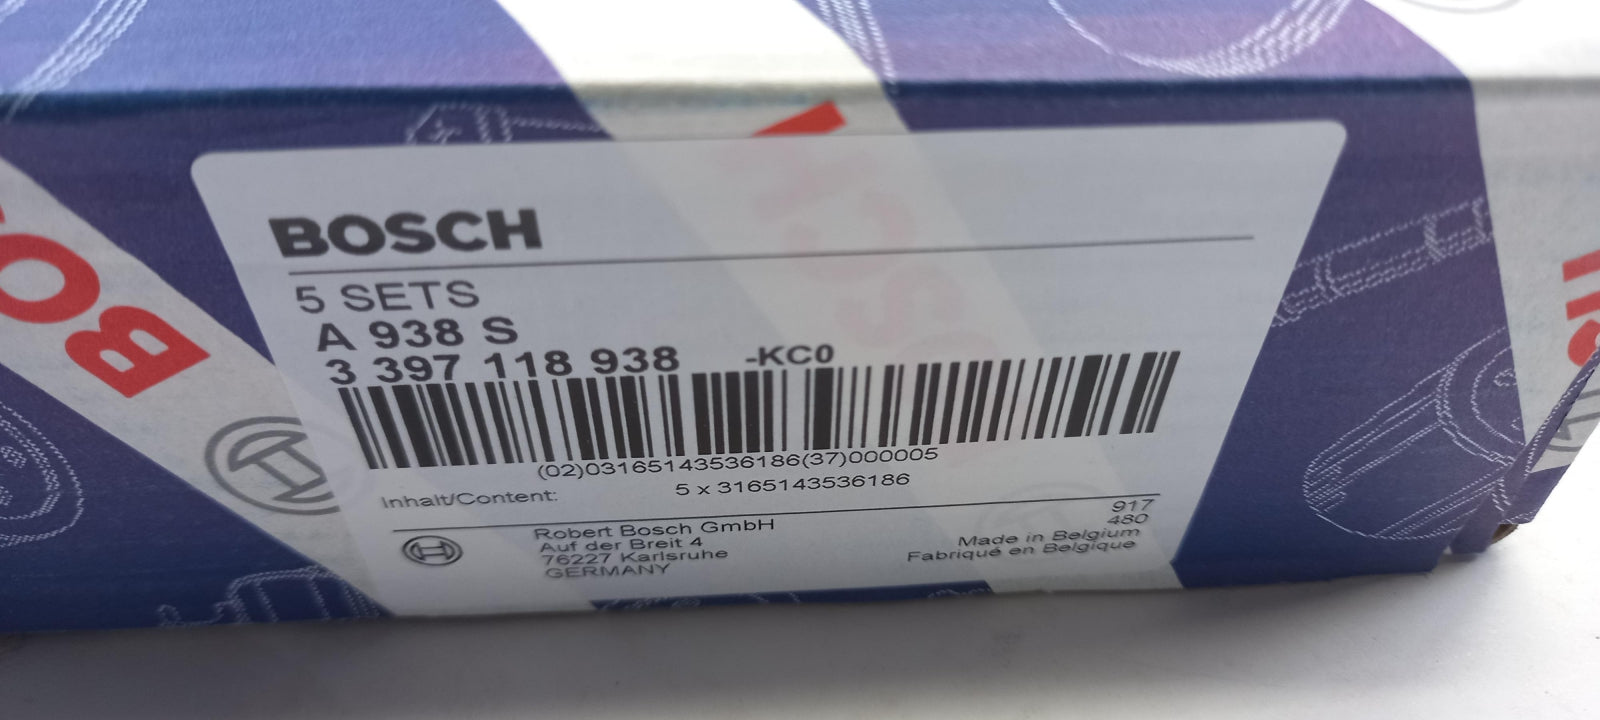 BOSCH
5 SETS
A 938 S
3 397 118 938 -KC0
(02)03165143536186(37)000005
Inhalt/Content: 5 x 3165143536186
Robert Bosch GmbH
Auf der Breit 4
76227 Karlsruhe
GERMANY
917
480
Made in Belgium
Fabriqué en Belgique
BO